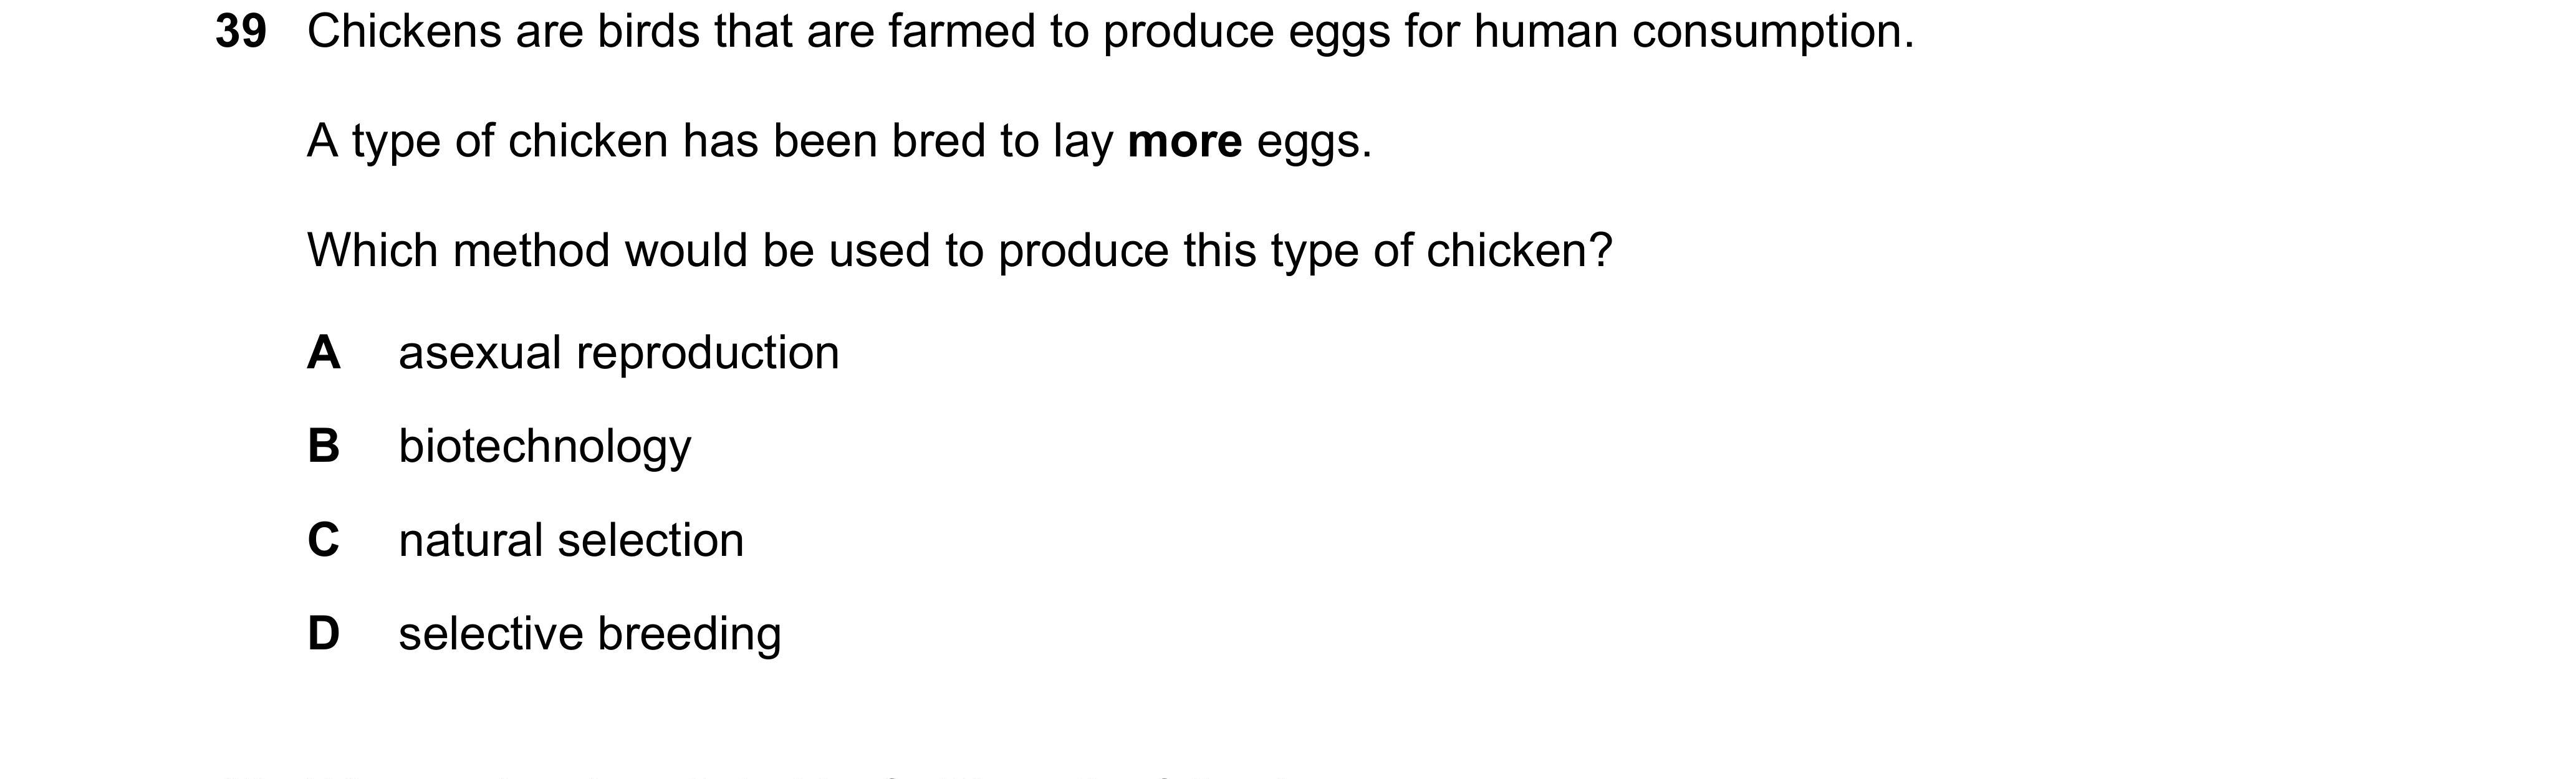 39 Chickens are birds that are farmed to produce eggs for human consumption.
A type of chicken has been bred to lay more eggs.
Which method would be used to produce this type of chicken?
A asexual reproduction
B biotechnology
C natural selection
D selective breeding